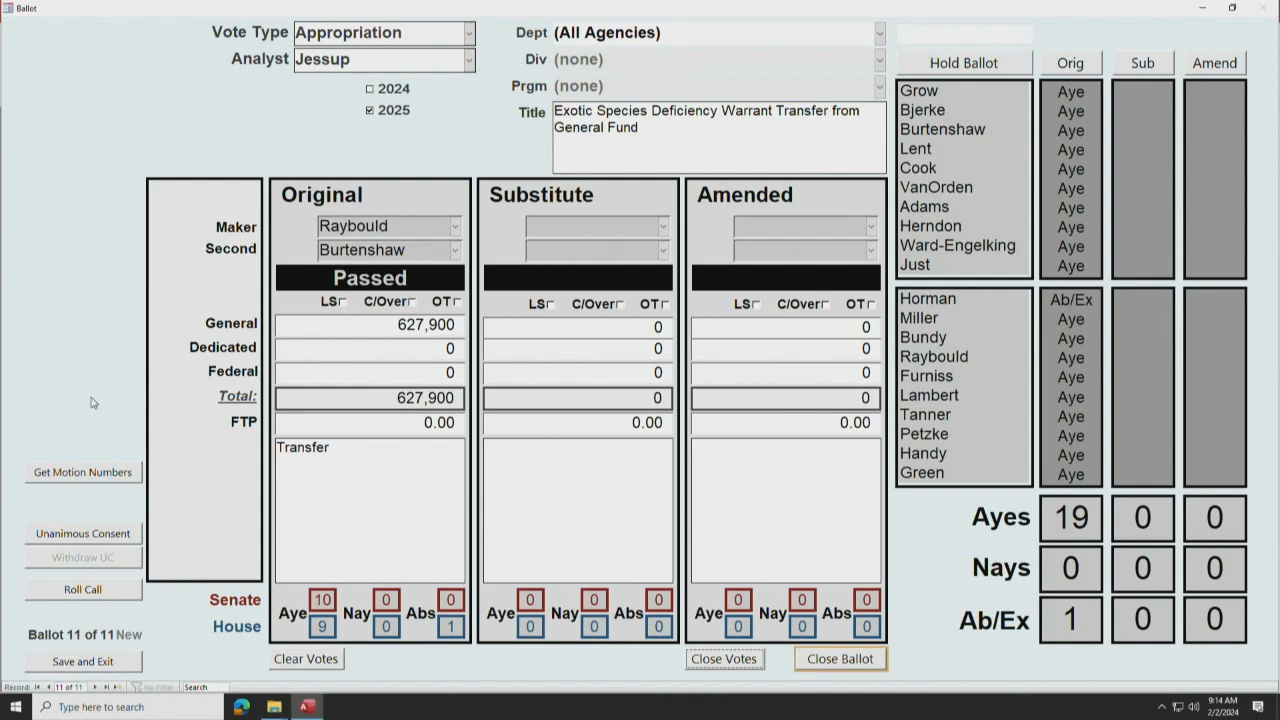 Ballot
Vote Type Appropriation
Analyst Jessup
2024
2025
Dept (All Agencies)
Div (none)
Prgm (none)
Title Exotic Species Deficiency Warrant Transfer from
General Fund
Hold Ballot Orig Sub Amend
Grow Aye
Bjerke Aye
Burtenshaw Aye
Lent Aye
Cook Aye
VanOrden Aye
Adams Aye
Herndon Aye
Ward-Engelking Aye
Just Aye
Horman Ab/Ex
Miller Aye
Bundy Aye
Raybould Aye
Furniss Aye
Lambert Aye
Tanner Aye
Petzke Aye
Handy Aye
Green Aye
Ayes 19 0 0
Nays 0 0 0
Ab/Ex 1 0 0
Original Substitute Amended
Maker Raybould
Second Burtenshaw
Passed
LS C/Over OT LS C/Over OT LS C/Over OT
General 627,900 0 0
Dedicated 0 0 0
Federal 0 0 0
Total: 627,900 0 0
FTP 0.00 0.00 0.00
Transfer
Get Motion Numbers
Unanimous Consent
Withdraw UC
Roll Call
Senate Aye 10 Nay 0 Abs 0 Aye 0 Nay 0 Abs 0 Aye 0 Nay 0 Abs 0
House 9 0 1 0 0 0 0 0 0
Ballot 11 of 11 New
Save and Exit
Clear Votes Close Votes Close Ballot
Record: 11 of 11 No Filter Search
Type here to search
9:14 AM
2/2/2024